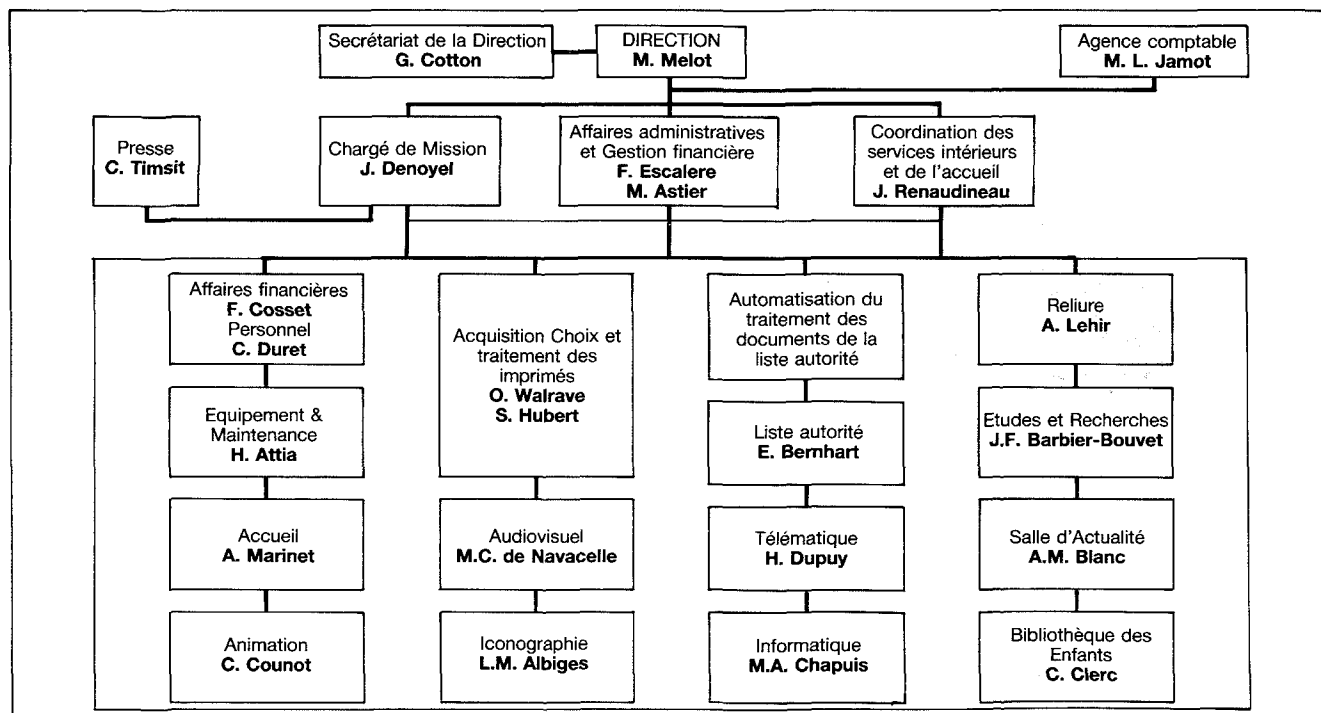 Secrétariat de la Direction
G. Cotton
DIRECTION
M. Melot
Agence comptable
M. L. Jamot
Presse
C. Timsit
Chargé de Mission
J. Denoyel
Affaires administratives
et Gestion financière
F. Escalere
M. Astier
Coordination des
services intérieurs
et de l'accueil
J. Renaudineau
Affaires financières
F. Cosset
Personnel
C. Duret
Equipement &
Maintenance
H. Attia
Accueil
A. Marinet
Animation
C. Counot
Acquisition Choix et
traitement des
imprimés
O. Walrave
S. Hubert
Audiovisuel
M.C. de Navacelle
Iconographie
L.M. Albiges
Automatisation du
traitement des
documents de la
liste autorité
Liste autorité
E. Bernhart
Télématique
H. Dupuy
Informatique
M.A. Chapuis
Reliure
A. Lehir
Etudes et Recherches
J.F. Barbier-Bouvet
Salle d'Actualité
A.M. Blanc
Bibliothèque des
Enfants
C. Clerc